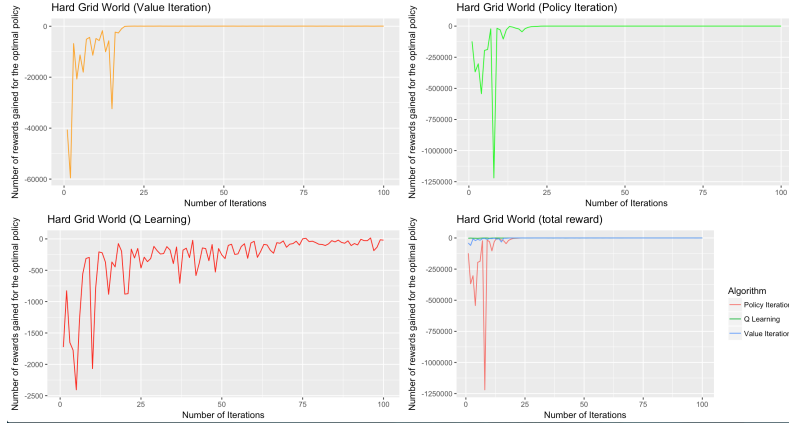 Hard Grid World (Value Iteration)
Number of rewards gained for the optimal policy
0
-20000
-40000
-60000
0
25
50
75
100
Number of Iterations
Hard Grid World (Policy Iteration)
Number of rewards gained for the optimal policy
0
-250000
-500000
-750000
-1000000
-1250000
0
25
50
75
100
Number of Iterations
Hard Grid World (Q Learning)
Number of rewards gained for the optimal policy
0
-500
-1000
-1500
-2000
-2500
0
25
50
75
100
Number of Iterations
Hard Grid World (total reward)
Number of rewards gained for the optimal policy
0
-250000
-500000
-750000
-1000000
-1250000
0
25
50
75
100
Number of Iterations
Algorithm
Policy Iteration
Q Learning
Value Iteration